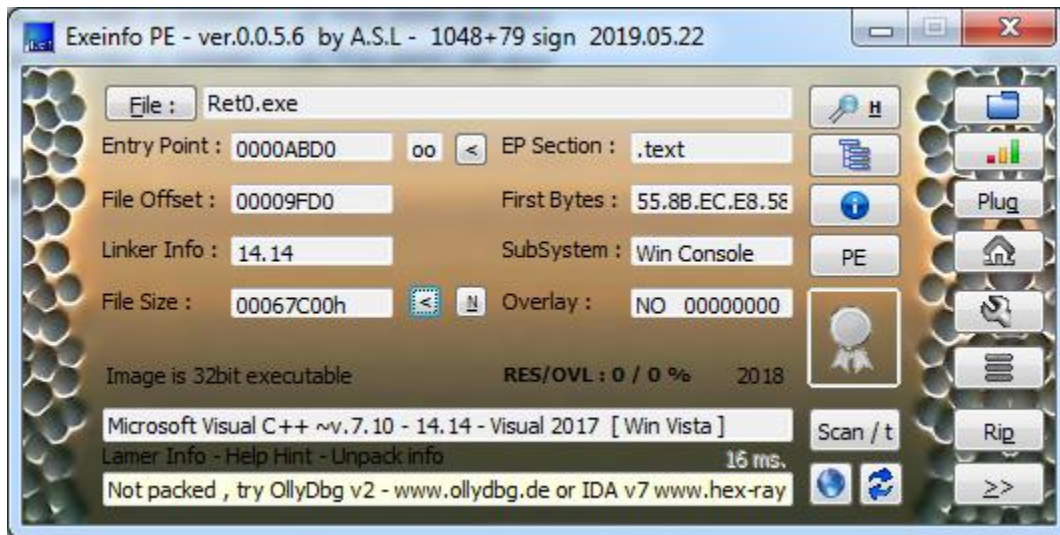 Exeinfo PE - ver.0.0.5.6 by A.S.L - 1048+79 sign 2019.05.22
File : Ret0.exe H
Entry Point : 0000ABD0 oo < EP Section : .text
File Offset : 00009FD0 First Bytes : 55.8B.EC.E8.58 Plug
Linker Info : 14.14 SubSystem : Win Console PE
File Size : 00067C00h < N Overlay : NO 00000000
Image is 32bit executable RES/OVL : 0 / 0 % 2018
Microsoft Visual C++ ~v.7.10 - 14.14 - Visual 2017 [ Win Vista ] Scan / t Rip
Lamer Info - Help Hint - Unpack info 16 ms.
Not packed , try OllyDbg v2 - www.ollydbg.de or IDA v7 www.hex-ray >>